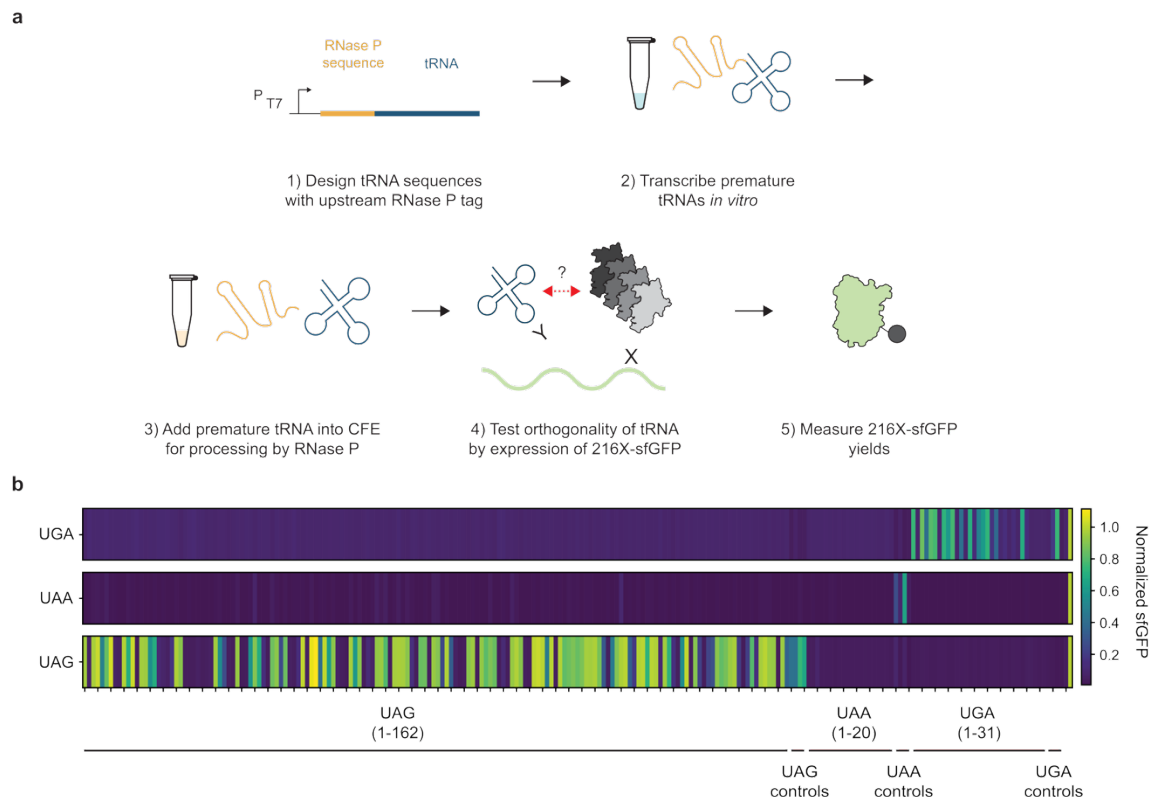 a
RNase P
sequence
tRNA
P T7
1) Design tRNA sequences
with upstream RNase P tag
2) Transcribe premature
tRNAs in vitro
?
Y
X
3) Add premature tRNA into CFE
for processing by RNase P
4) Test orthogonality of tRNA
by expression of 216X-sfGFP
5) Measure 216X-sfGFP
yields
b
UGA
UAA
UAG
1.0
0.8
0.6
0.4
0.2
Normalized sfGFP
UAG
(1-162)
UAA
(1-20)
UGA
(1-31)
UAG
controls
UAA
controls
UGA
controls